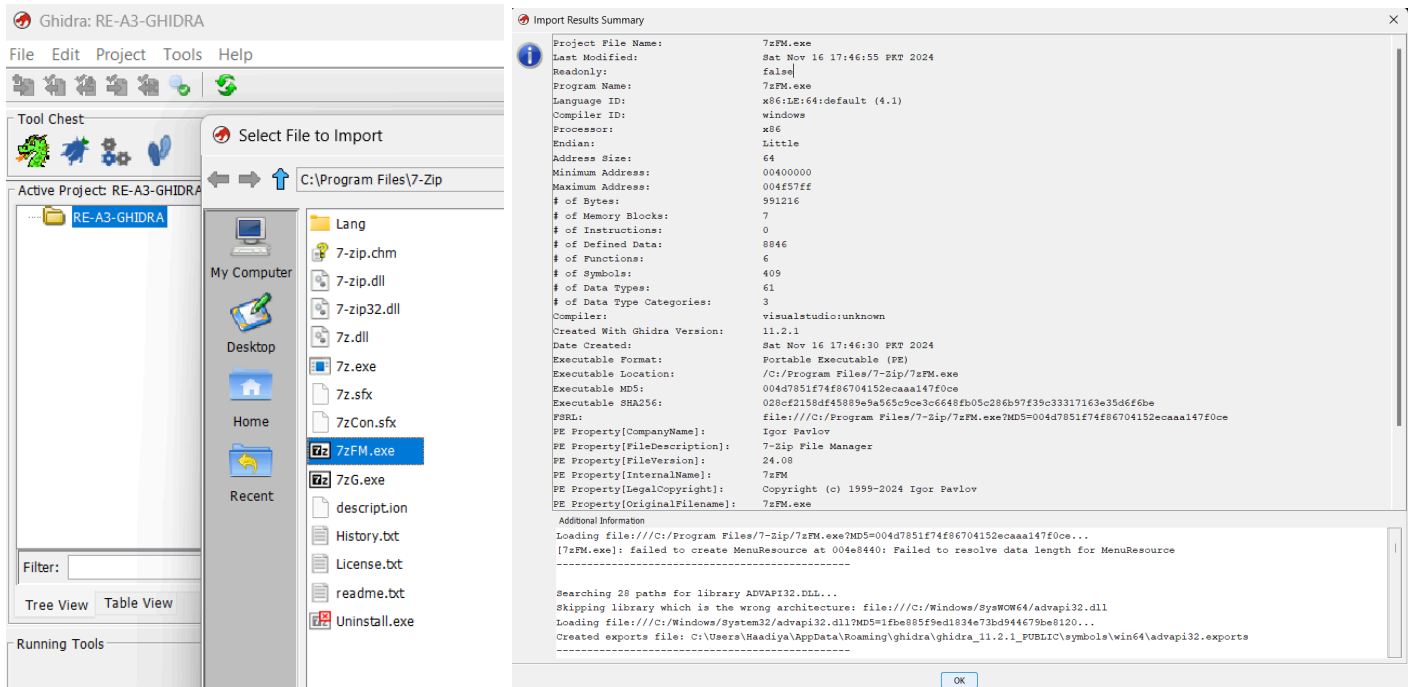 Ghidra: RE-A3-GHIDRA
File Edit Project Tools Help
Tool Chest
Active Project: RE-A3-GHIDRA
RE-A3-GHIDRA
Filter:
Tree View Table View
Running Tools
Select File to Import
C:\Program Files\7-Zip
My Computer
Desktop
Home
Recent
Lang
7-zip.chm
7-zip.dll
7-zip32.dll
7z.dll
7z.exe
7z.sfx
7zCon.sfx
7zFM.exe
7zG.exe
descript.ion
History.txt
License.txt
readme.txt
Uninstall.exe
Import Results Summary
Project File Name: 7zFM.exe
Last Modified: Sat Nov 16 17:46:55 PKT 2024
Readonly: false
Program Name: 7zFM.exe
Language ID: x86:LE:64:default (4.1)
Compiler ID: windows
Processor: x86
Endian: Little
Address Size: 64
Minimum Address: 00400000
Maximum Address: 004f57ff
# of Bytes: 991216
# of Memory Blocks: 7
# of Instructions: 0
# of Defined Data: 8846
# of Functions: 6
# of Symbols: 409
# of Data Types: 61
# of Data Type Categories: 3
Compiler: visualstudio:unknown
Created With Ghidra Version: 11.2.1
Date Created: Sat Nov 16 17:46:30 PKT 2024
Executable Format: Portable Executable (PE)
Executable Location: /C:/Program Files/7-Zip/7zFM.exe
Executable MD5: 004d7851f74f86704152ecaaa147f0ce
Executable SHA256: 028cf2158df45889e9a565c9ce3c6648fb05c286b97f39c33317163e35d6f6be
FSRL: file:///C:/Program Files/7-Zip/7zFM.exe?MD5=004d7851f74f86704152ecaaa147f0ce
PE Property[CompanyName]: Igor Pavlov
PE Property[FileDescription]: 7-Zip File Manager
PE Property[FileVersion]: 24.08
PE Property[InternalName]: 7zFM
PE Property[LegalCopyright]: Copyright (c) 1999-2024 Igor Pavlov
PE Property[OriginalFilename]: 7zFM.exe
Additional Information
Loading file:///C:/Program Files/7-Zip/7zFM.exe?MD5=004d7851f74f86704152ecaaa147f0ce...
[7zFM.exe]: failed to create MenuResource at 004e8440: Failed to resolve data length for MenuResource
------------------------------------------------
Searching 28 paths for library ADVAPI32.DLL...
Skipping library which is the wrong architecture: file:///C:/Windows/SysWOW64/advapi32.dll
Loading file:///C:/Windows/System32/advapi32.dll?MD5=1fbe885f9ed1834e73bd944679be8120...
Created exports file: C:\Users\Haadiya\AppData\Roaming\ghidra\ghidra_11.2.1_PUBLIC\symbols\win64\advapi32.exports
------------------------------------------------
OK